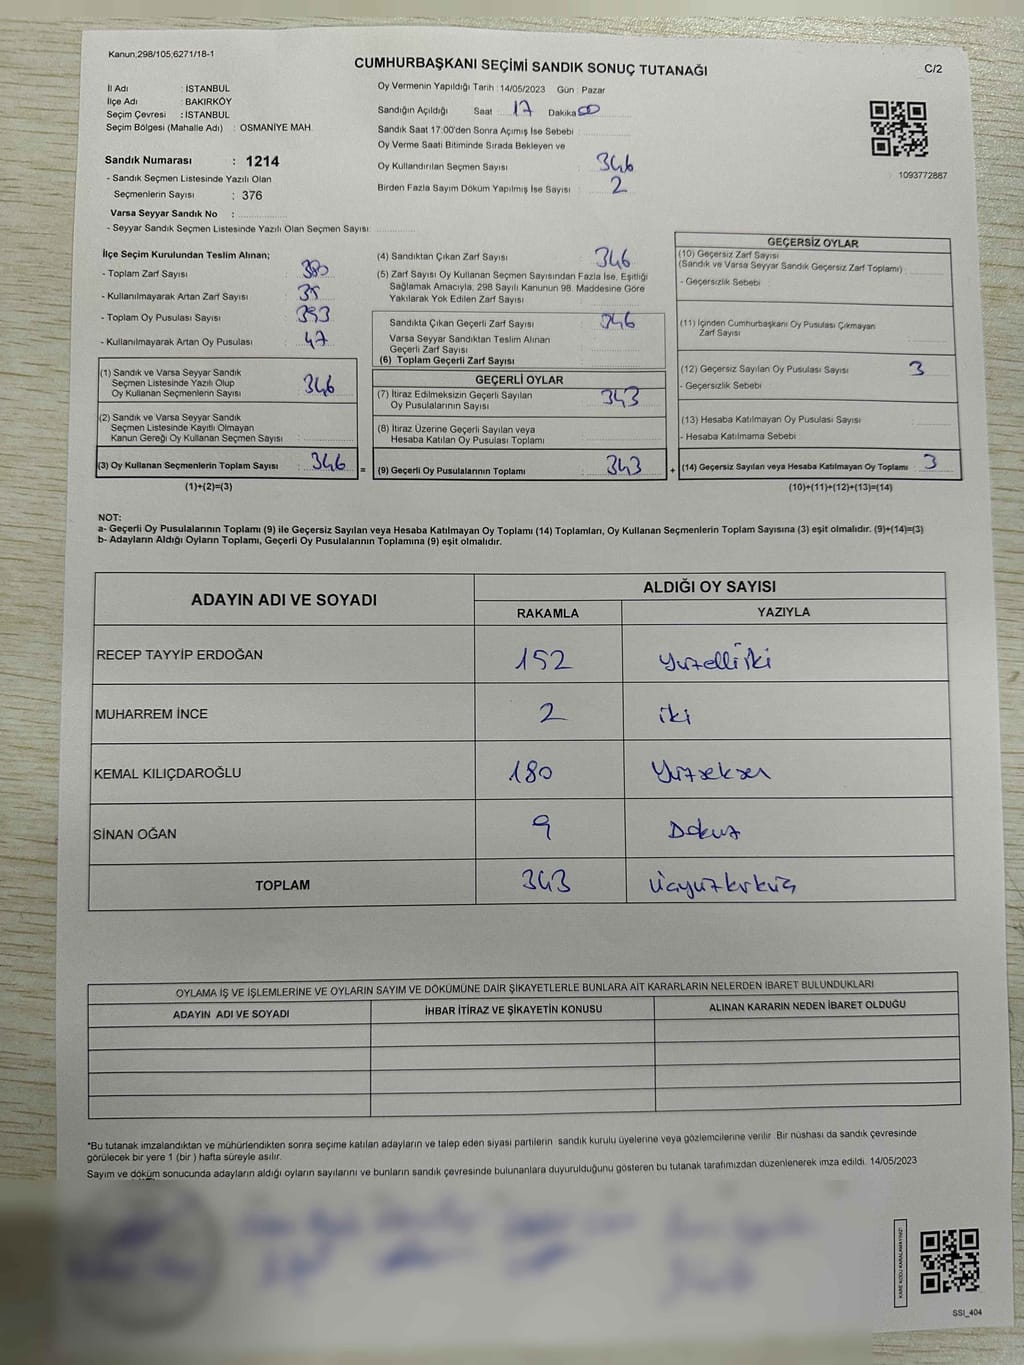 Kanun;298/105;6271/18-1
CUMHURBAŞKANI SEÇİMİ SANDIK SONUÇ TUTANAĞI
C/2
İl Adı : İSTANBUL
İlçe Adı : BAKIRKÖY
Seçim Çevresi : İSTANBUL
Seçim Bölgesi (Mahalle Adı) : OSMANİYE MAH.
Sandık Numarası : 1214
- Sandık Seçmen Listesinde Yazılı Olan
Seçmenlerin Sayısı : 376
Varsa Seyyar Sandık No :
- Seyyar Sandık Seçmen Listesinde Yazılı Olan Seçmen Sayısı:
Oy Vermenin Yapıldığı Tarih : 14/05/2023 Gün : Pazar
Sandığın Açıldığı Saat : 17 Dakika 00
Sandık Saat 17:00'den Sonra Açımış İse Sebebi :
Oy Verme Saati Bitiminde Sırada Bekleyen ve
Oy Kullandırılan Seçmen Sayısı : 346
Birden Fazla Sayım Döküm Yapılmış İse Sayısı : 2
1093772887
İlçe Seçim Kurulundan Teslim Alınan;
- Toplam Zarf Sayısı : 380
- Kullanılmayarak Artan Zarf Sayısı :
- Toplam Oy Pusulası Sayısı : 393
- Kullanılmayarak Artan Oy Pusulası : 47
(1) Sandık ve Varsa Seyyar Sandık
Seçmen Listesinde Yazılı Olup
Oy Kullanan Seçmenlerin Sayısı : 346
(2) Sandık ve Varsa Seyyar Sandık
Seçmen Listesinde Kayıtlı Olmayan
Kanun Gereği Oy Kullanan Seçmen Sayısı :
(3) Oy Kullanan Seçmenlerin Toplam Sayısı : 346 =
(1)+(2)=(3)
(4) Sandıktan Çıkan Zarf Sayısı : 346
(5) Zarf Sayısı Oy Kullanan Seçmen Sayısından Fazla İse, Eşitliği
Sağlamak Amacıyla, 298 Sayılı Kanunun 98. Maddesine Göre
Yakılarak Yok Edilen Zarf Sayısı :
Sandıkta Çıkan Geçerli Zarf Sayısı : 346
Varsa Seyyar Sandıktan Teslim Alınan
Geçerli Zarf Sayısı :
(6) Toplam Geçerli Zarf Sayısı :
GEÇERLİ OYLAR
(7) İtiraz Edilmeksizin Geçerli Sayılan
Oy Pusulalarının Sayısı : 343
(8) İtiraz Üzerine Geçerli Sayılan veya
Hesaba Katılan Oy Pusulası Toplamı :
(9) Geçerli Oy Pusulalarının Toplamı : 343 +
GEÇERSİZ OYLAR
(10) Geçersiz Zarf Sayısı
(Sandık ve Varsa Seyyar Sandık Geçersiz Zarf Toplamı) :
- Geçersizlik Sebebi :
(11) İçinden Cumhurbaşkanı Oy Pusulası Çıkmayan
Zarf Sayısı :
(12) Geçersiz Sayılan Oy Pusulası Sayısı : 3
- Geçersizlik Sebebi :
(13) Hesaba Katılmayan Oy Pusulası Sayısı :
- Hesaba Katılmama Sebebi :
(14) Geçersiz Sayılan veya Hesaba Katılmayan Oy Toplamı : 3
(10)+(11)+(12)+(13)=(14)
NOT:
a- Geçerli Oy Pusulalarının Toplamı (9) ile Geçersiz Sayılan veya Hesaba Katılmayan Oy Toplamı (14) Toplamları, Oy Kullanan Seçmenlerin Toplam Sayısına (3) eşit olmalıdır. (9)+(14)=(3)
b- Adayların Aldığı Oyların Toplamı, Geçerli Oy Pusulalarının Toplamına (9) eşit olmalıdır.
ADAYIN ADI VE SOYADI ALDIĞI OY SAYISI
RAKAMLA YAZIYLA
RECEP TAYYİP ERDOĞAN 152 yüzelliiki
MUHARREM İNCE 2 iki
KEMAL KILIÇDAROĞLU 180 Yüzseksen
SİNAN OĞAN 9 Dokuz
TOPLAM 343 üçyüzkırküç
OYLAMA İŞ VE İŞLEMLERİNE VE OYLARIN SAYIM VE DÖKÜMÜNE DAİR ŞİKAYETLERLE BUNLARA AİT KARARLARIN NELERDEN İBARET BULUNDUKLARI
ADAYIN ADI VE SOYADI İHBAR İTİRAZ VE ŞİKAYETİN KONUSU ALINAN KARARIN NEDEN İBARET OLDUĞU
*Bu tutanak imzalandıktan ve mühürlendikten sonra seçime katılan adayların ve talep eden siyasi partilerin sandık kurulu üyelerine veya gözlemcilerine verilir. Bir nüshası da sandık çevresinde
görülecek bir yere 1 (bir ) hafta süreyle asılır.
Sayım ve döküm sonucunda adayların aldığı oyların sayılarını ve bunların sandık çevresinde bulunanlara duyurulduğunu gösteren bu tutanak tarafımızdan düzenlenerek imza edildi. 14/05/2023
KARE KODU KARALAMAYINIZ!
SSI_404